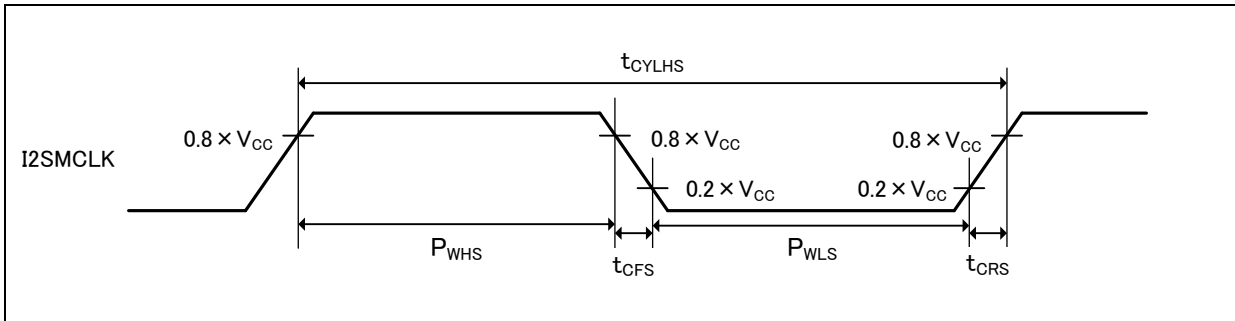 tCYLHS
0.8 × VCC
0.8 × VCC
0.8 × VCC
I2SMCLK
0.2 × VCC
0.2 × VCC
PWHS
PWLS
tCFS
tCRS